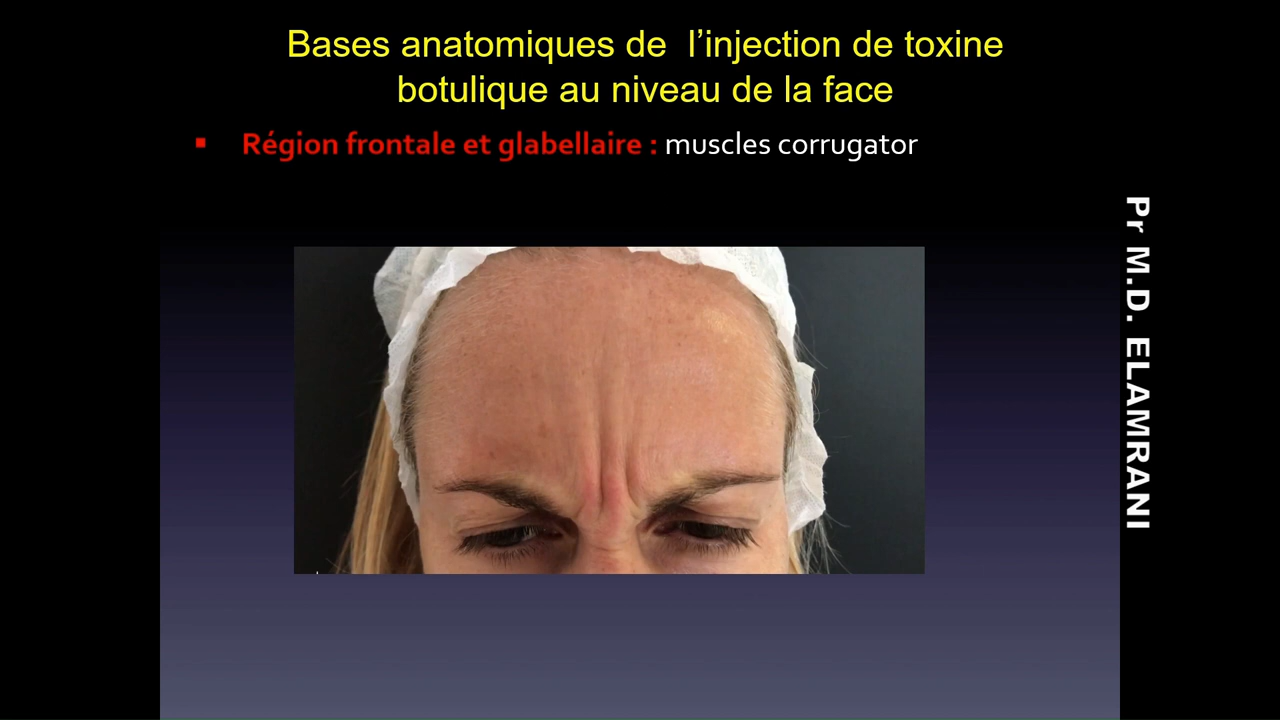 Bases anatomiques de l’injection de toxine
botulique au niveau de la face
▪ Région frontale et glabellaire : muscles corrugator
Pr M.D. ELAMRANI